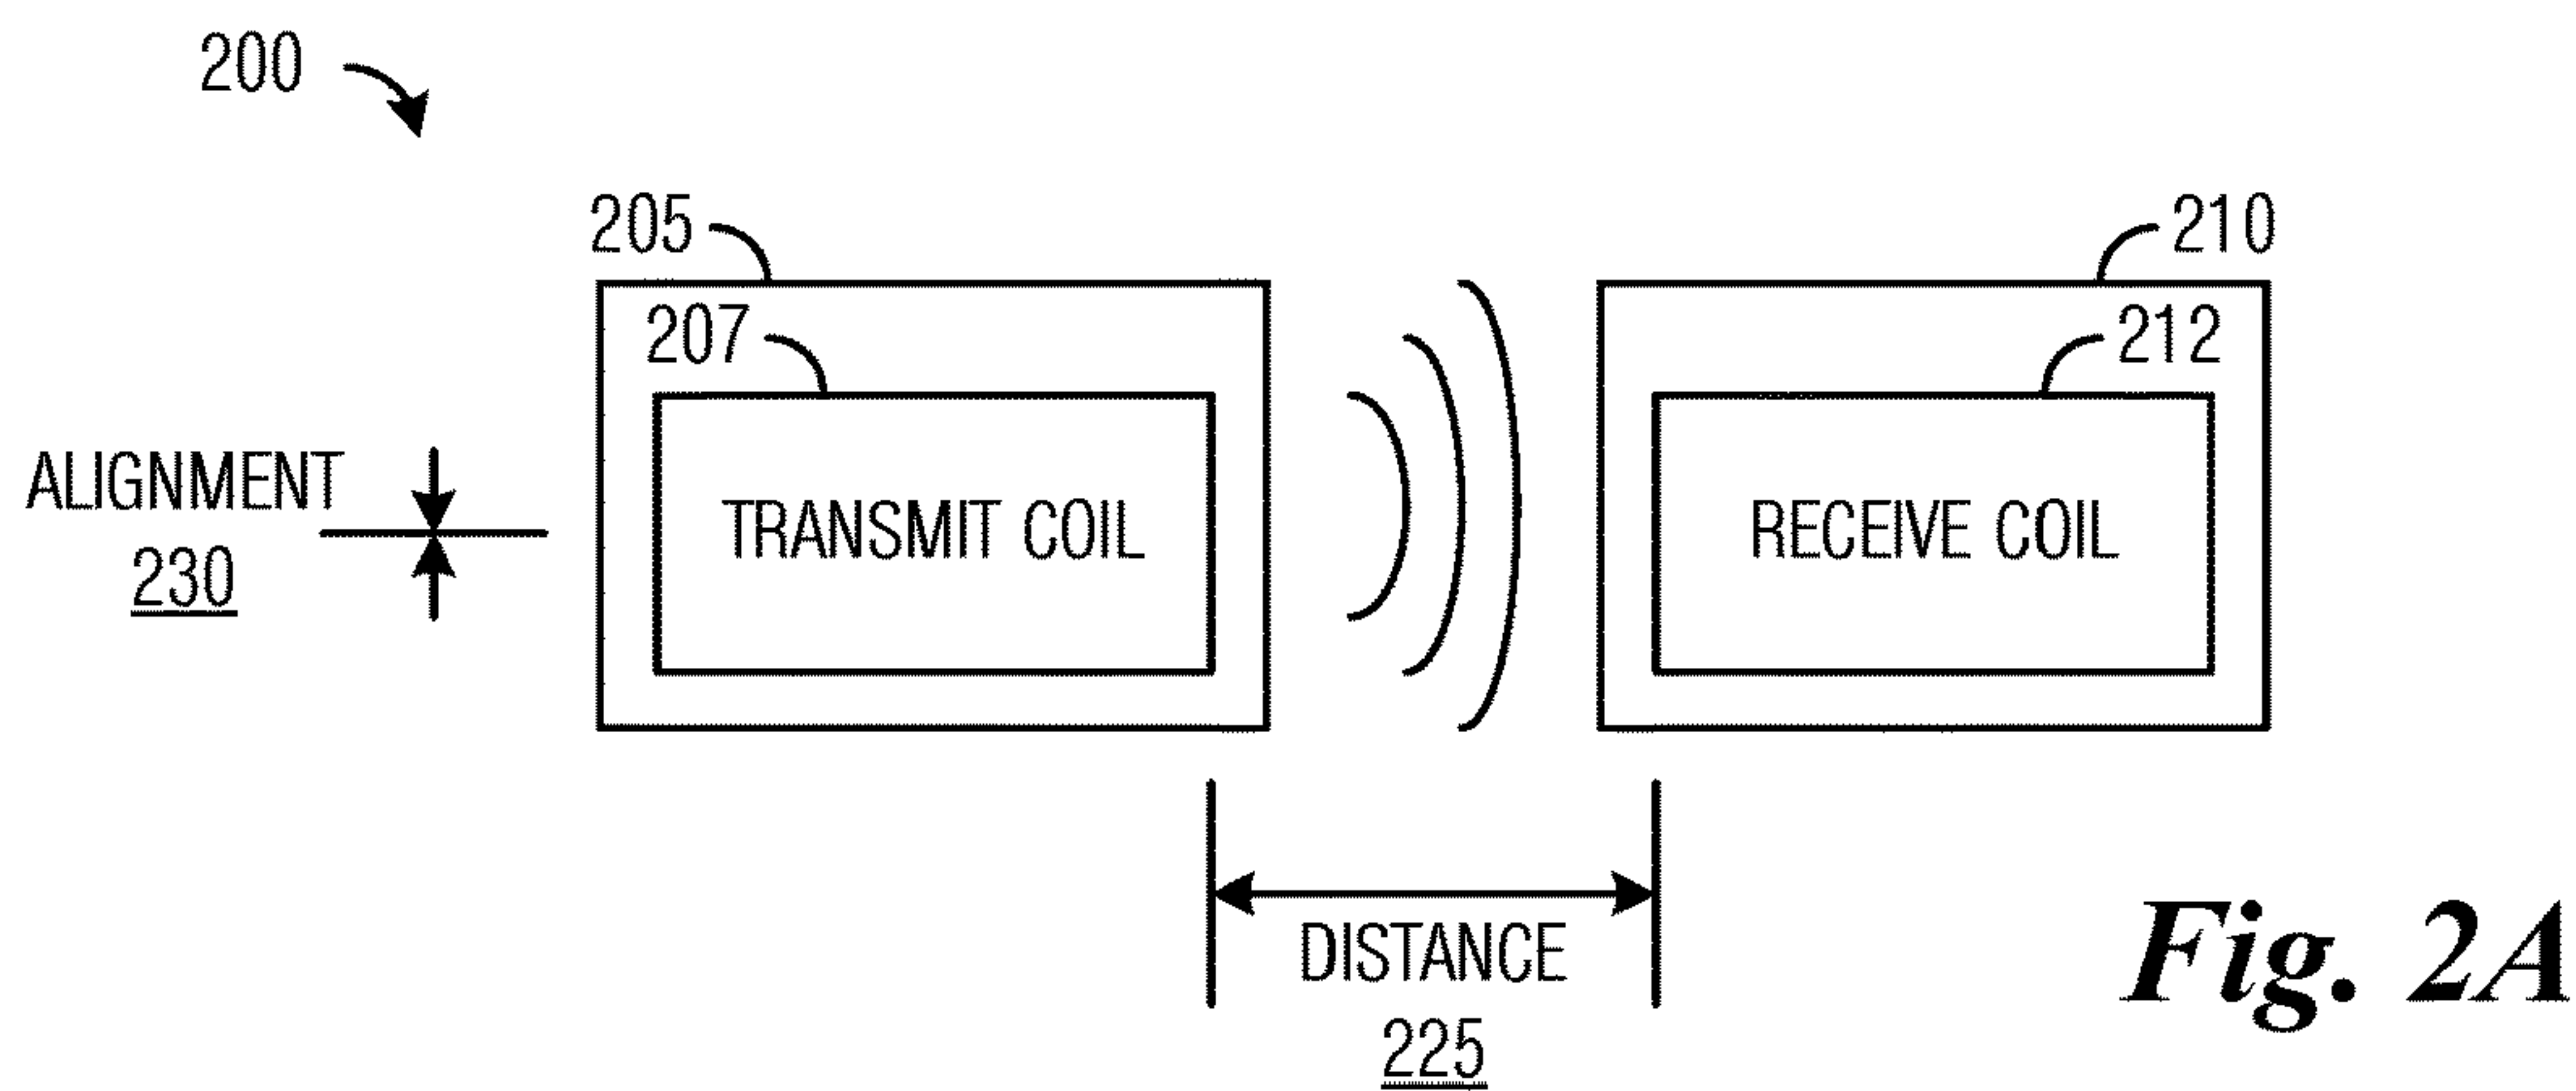 200
205
210
207
212
ALIGNMENT
230
TRANSMIT COIL
RECEIVE COIL
DISTANCE
225
Fig. 2A